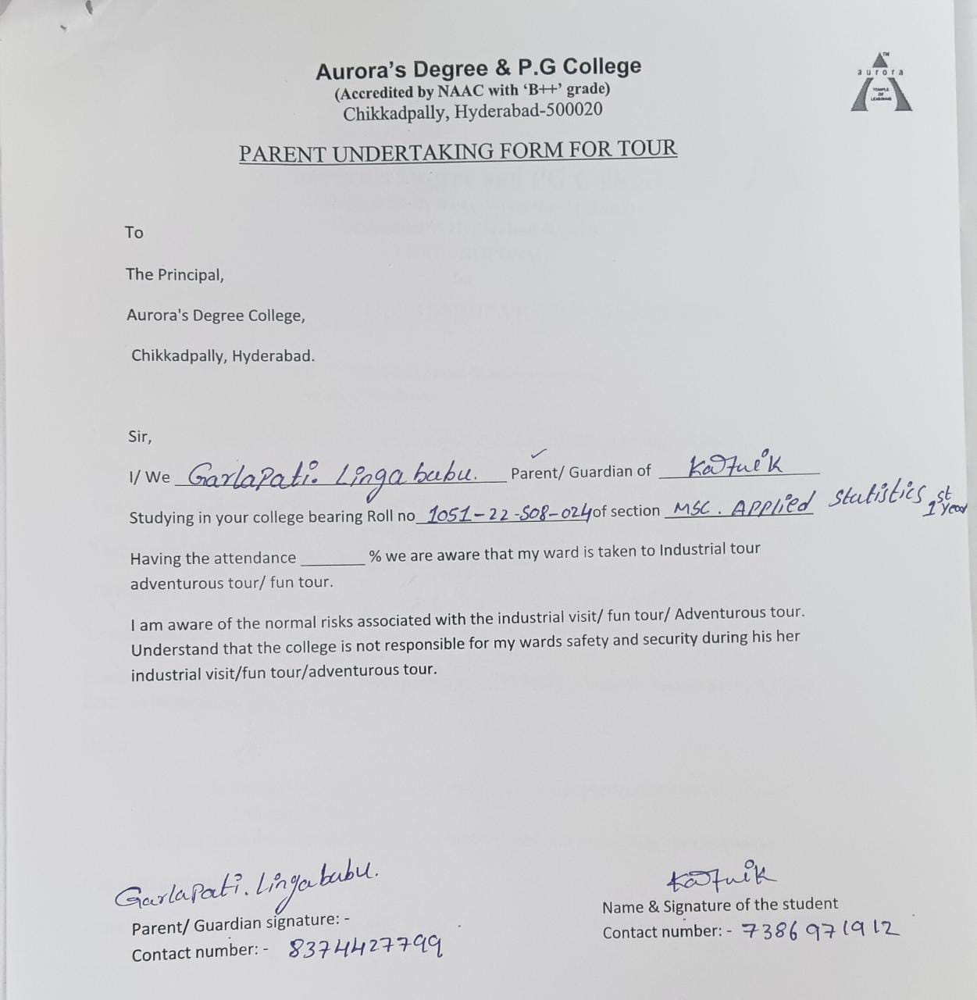 Aurora's Degree & P.G College
(Accredited by NAAC with 'B++' grade)
Chikkadpally, Hyderabad-500020
TM
aurora
TEMPLE
OF
LEARNING
PARENT UNDERTAKING FORM FOR TOUR
To
The Principal,
Aurora's Degree College,
Chikkadpally, Hyderabad.
Sir,
I/ We Garlapati. Linga babu. Parent/ Guardian of
Studying in your college bearing Roll no 1051-22-508-024 of section MSC. Applied Statistics 1st year
Having the attendance ________ % we are aware that my ward is taken to Industrial tour
adventurous tour/ fun tour.
I am aware of the normal risks associated with the industrial visit/ fun tour/ Adventurous tour.
Understand that the college is not responsible for my wards safety and security during his her
industrial visit/fun tour/adventurous tour.
Garlapati. Lingababu.
Parent/ Guardian signature: -
Contact number: - 8374427799
Name & Signature of the student
Contact number: - 7386971912